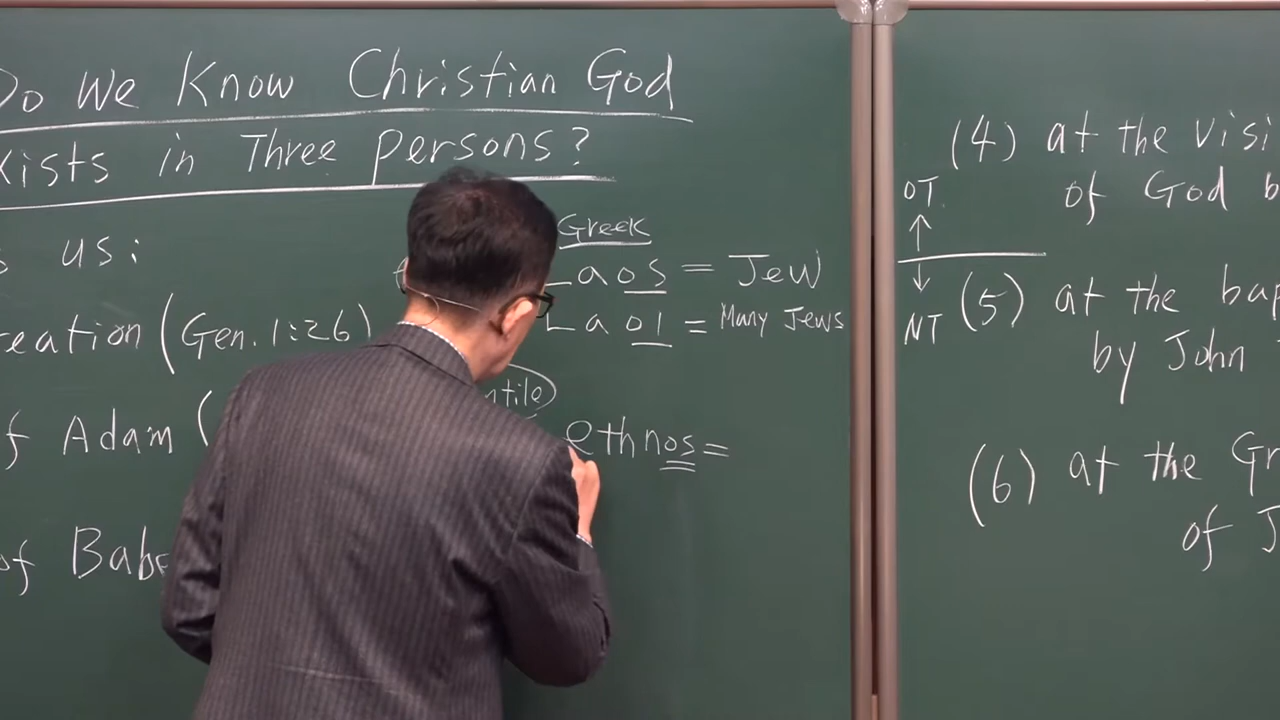 Do We Know Christian God
xists in Three persons?
s us:
reation (Gen. 1:26)
f Adam (
of Babe
Greek
Laos = Jew
Laoi = Many Jews
ntile
ethnos =
(4) at the Visi
of God b
OT
NT
(5) at the bap
by John
(6) at the Gr
of J